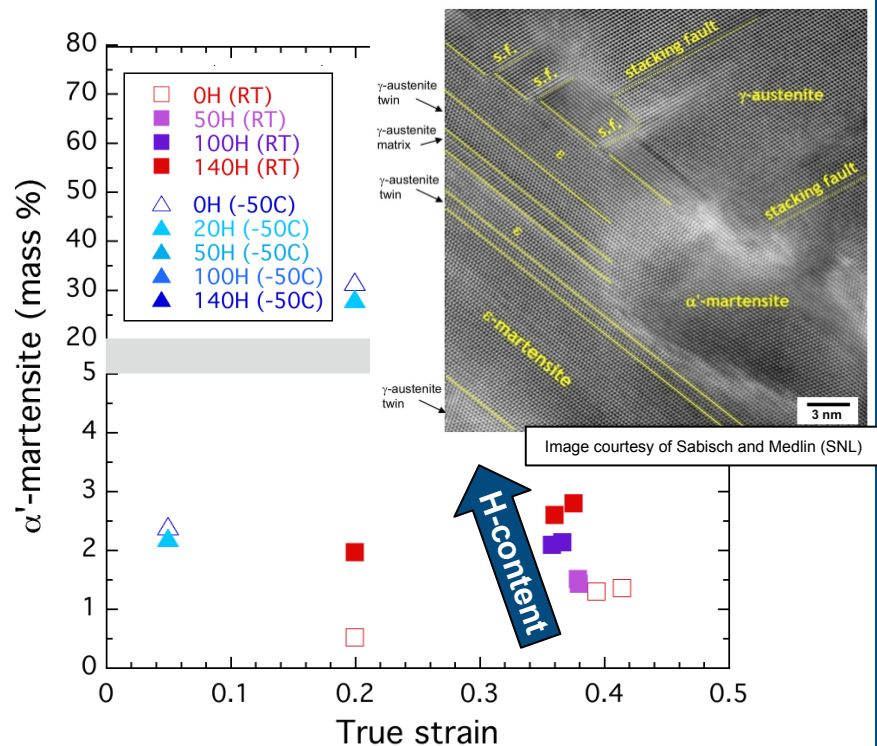 80
70
60
50
40
30
20
5
4
3
2
1
0
0
0.1
0.2
0.3
0.4
0.5
α'-martensite (mass %)
True strain
0H (RT)
50H (RT)
100H (RT)
140H (RT)
0H (-50C)
20H (-50C)
50H (-50C)
100H (-50C)
140H (-50C)
γ-austenite
twin
γ-austenite
matrix
γ-austenite
twin
γ-austenite
twin
s.f.
s.f.
s.f.
stacking fault
γ-austenite
ε
stacking fault
ε
α'-martensite
ε-martensite
3 nm
Image courtesy of Sabisch and Medlin (SNL)
H-content